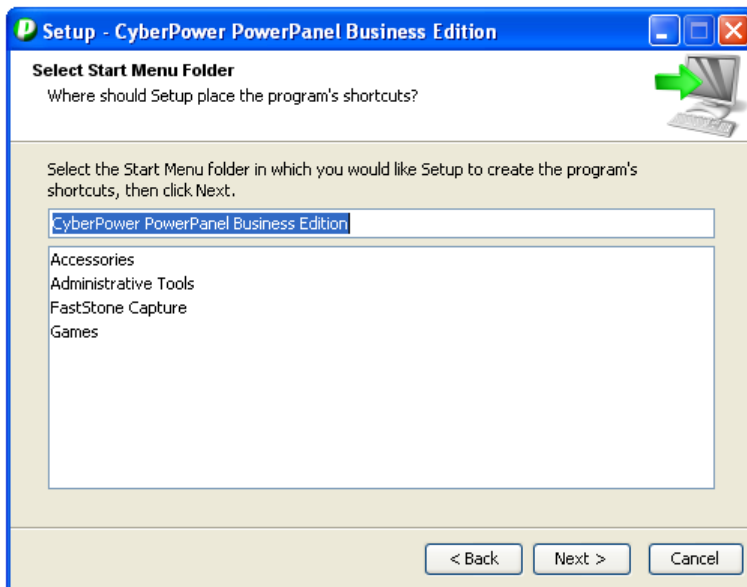 Setup - CyberPower PowerPanel Business Edition
Select Start Menu Folder
Where should Setup place the program's shortcuts?
Select the Start Menu folder in which you would like Setup to create the program's
shortcuts, then click Next.
CyberPower PowerPanel Business Edition
Accessories
Administrative Tools
FastStone Capture
Games
< Back
Next >
Cancel